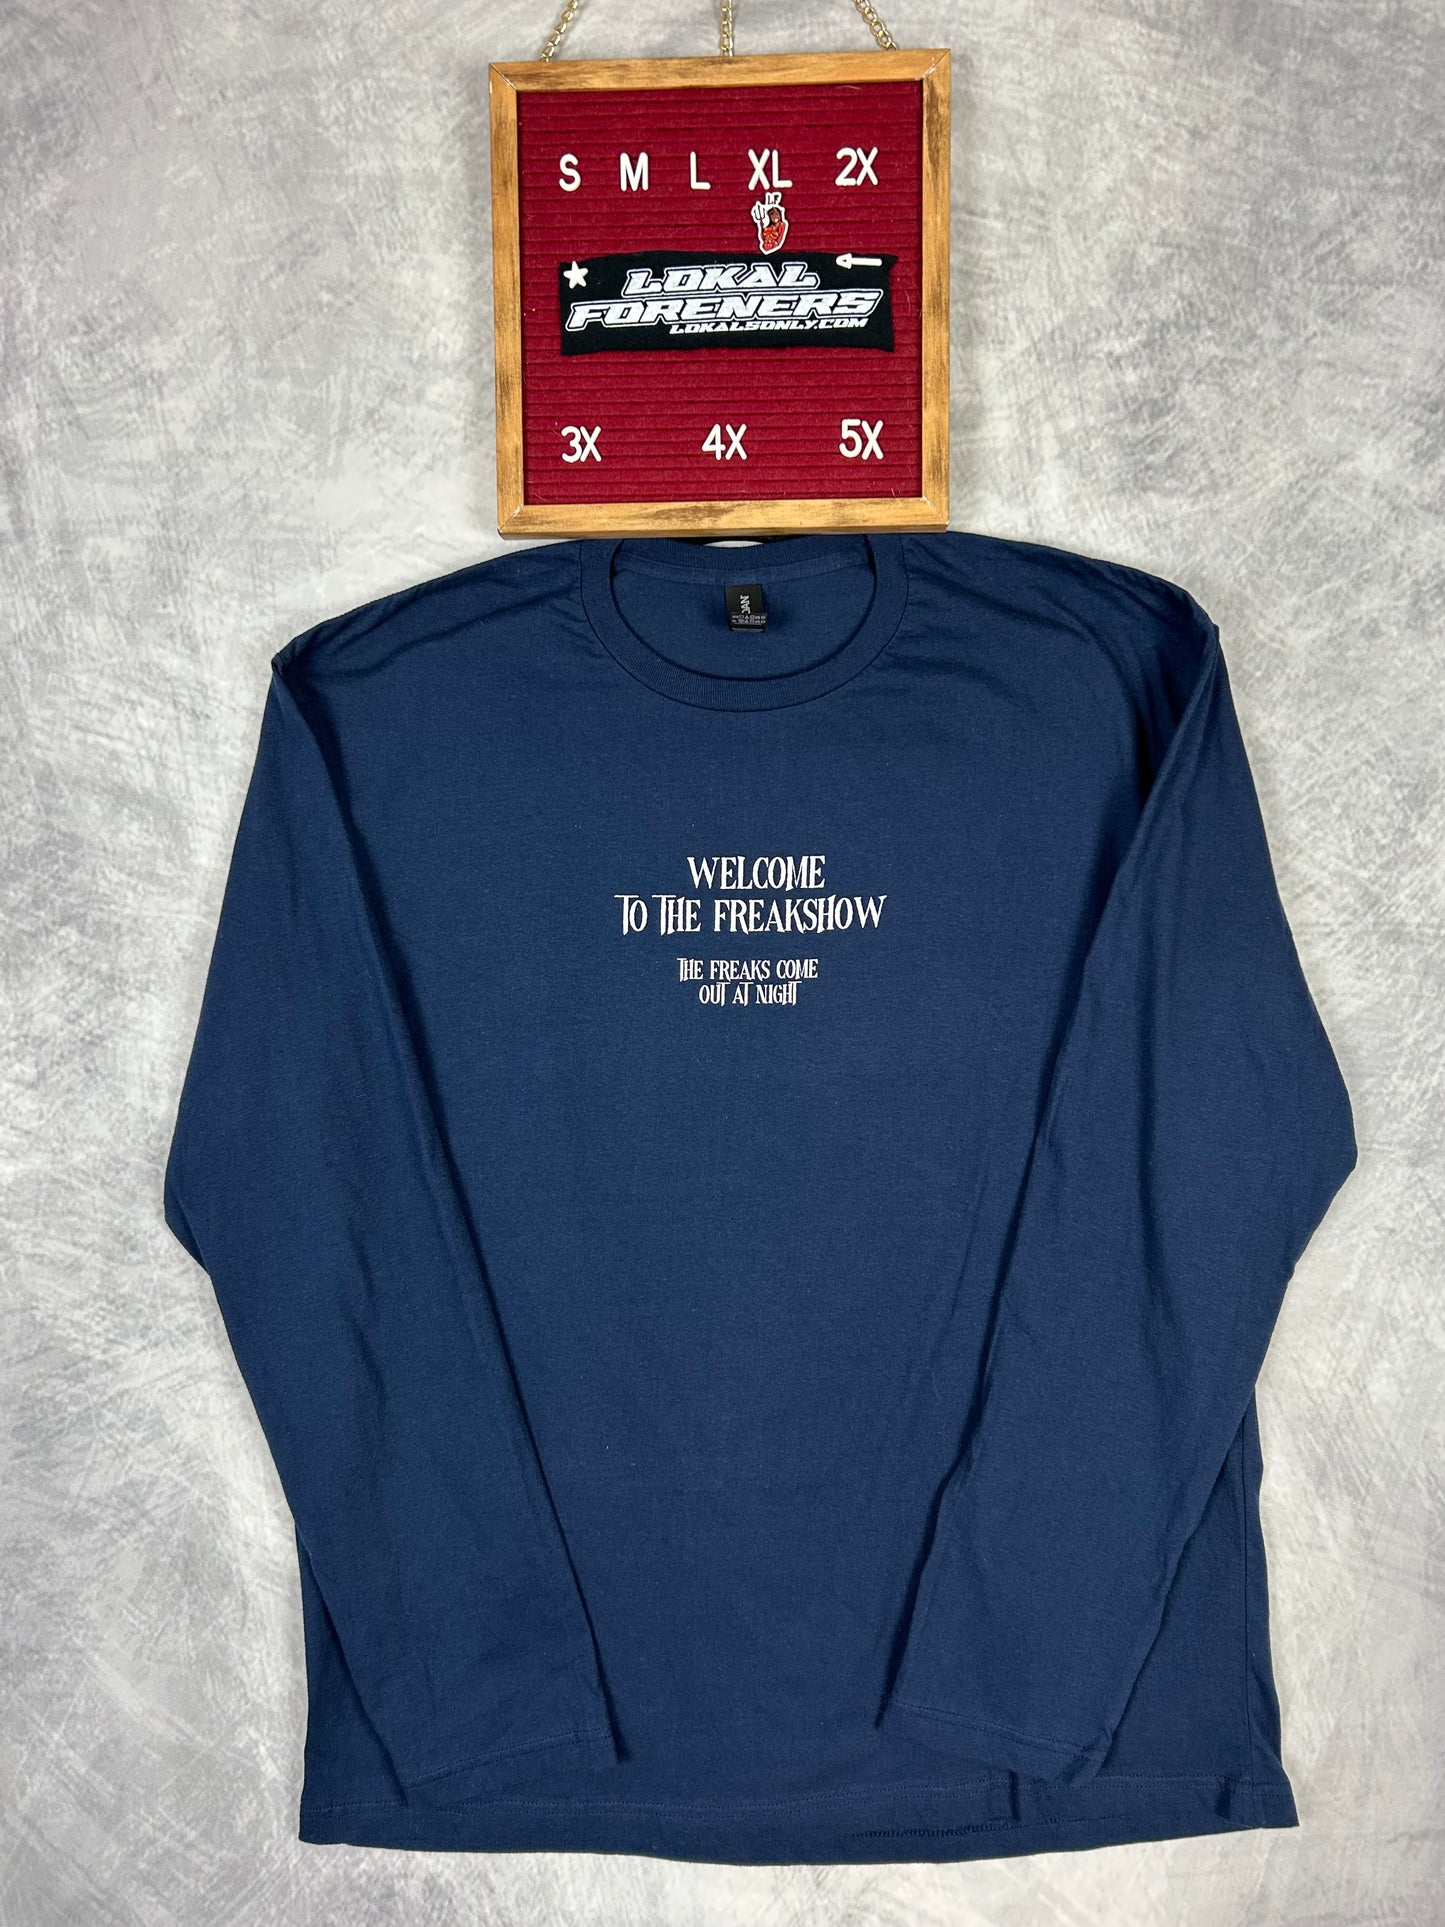 S M L XL 2X
LOKAL
FORENERS
LOKALSONLY.COM
3X 4X 5X
WELCOME
TO THE FREAKSHOW
THE FREAKS COME
OUT AT NIGHT